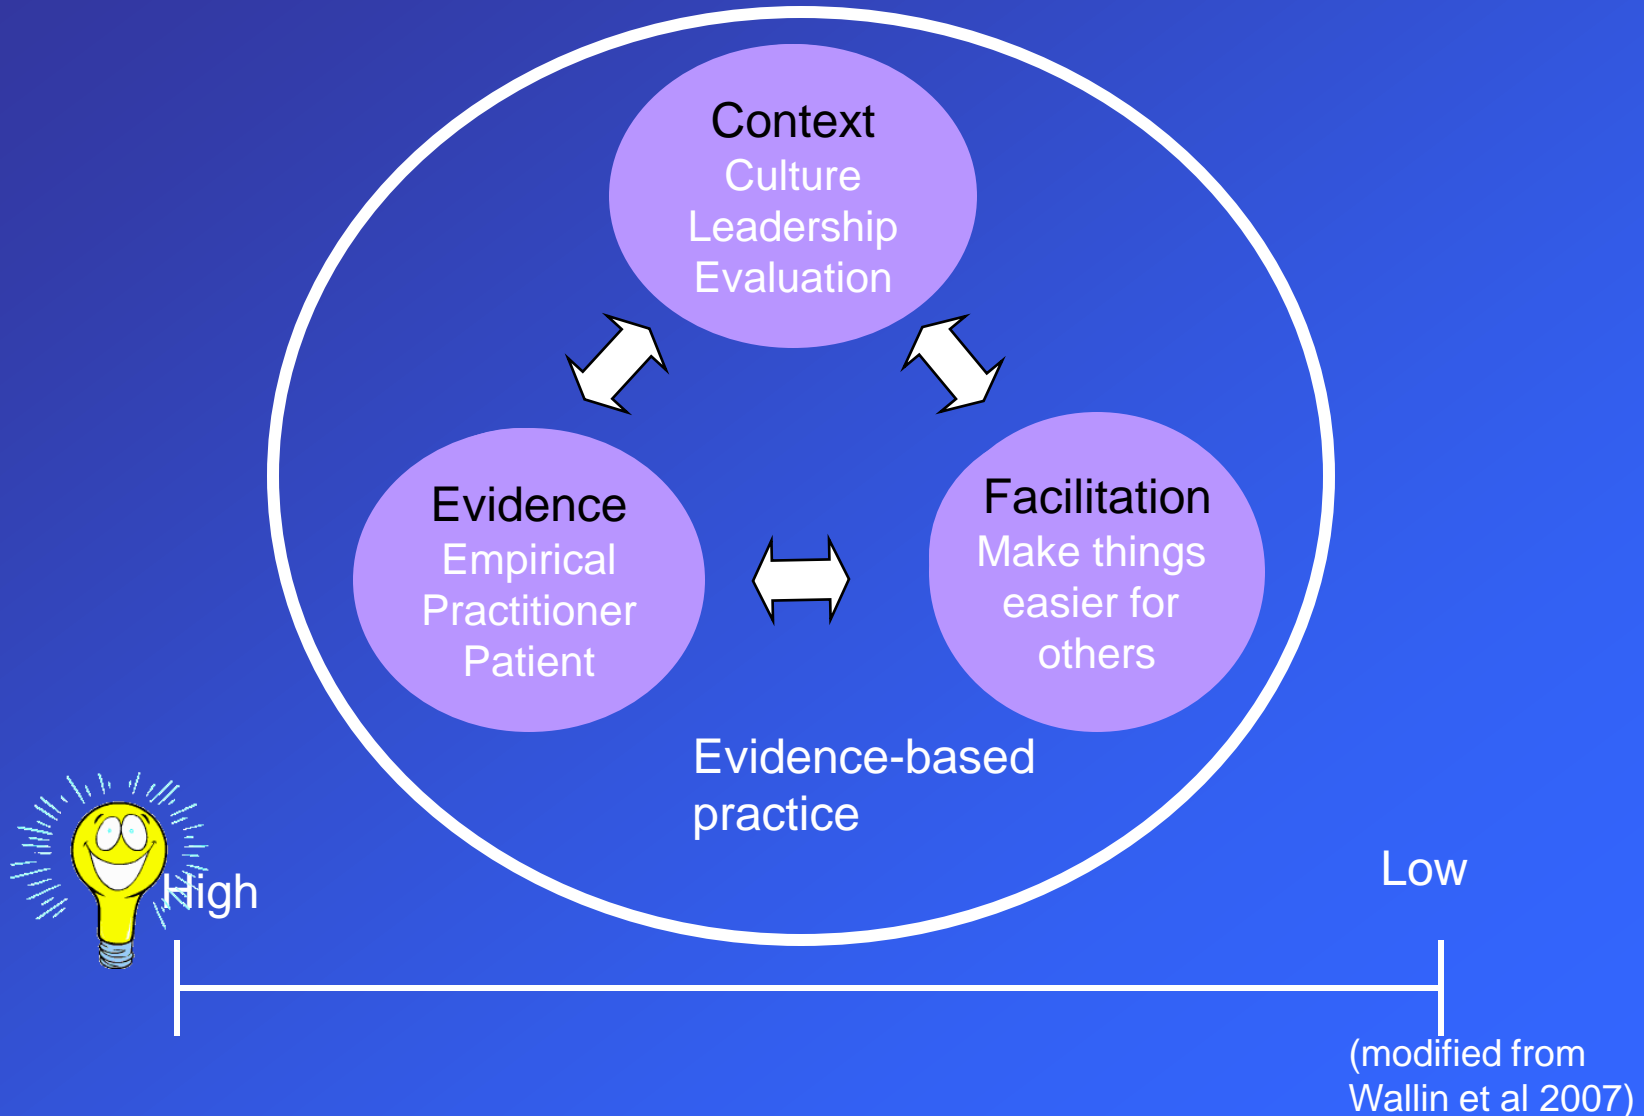 Context
Culture
Leadership
Evaluation
Evidence
Empirical
Practitioner
Patient
Facilitation
Make things
easier for
others
Evidence-based
practice
High
Low
(modified from
Wallin et al 2007)